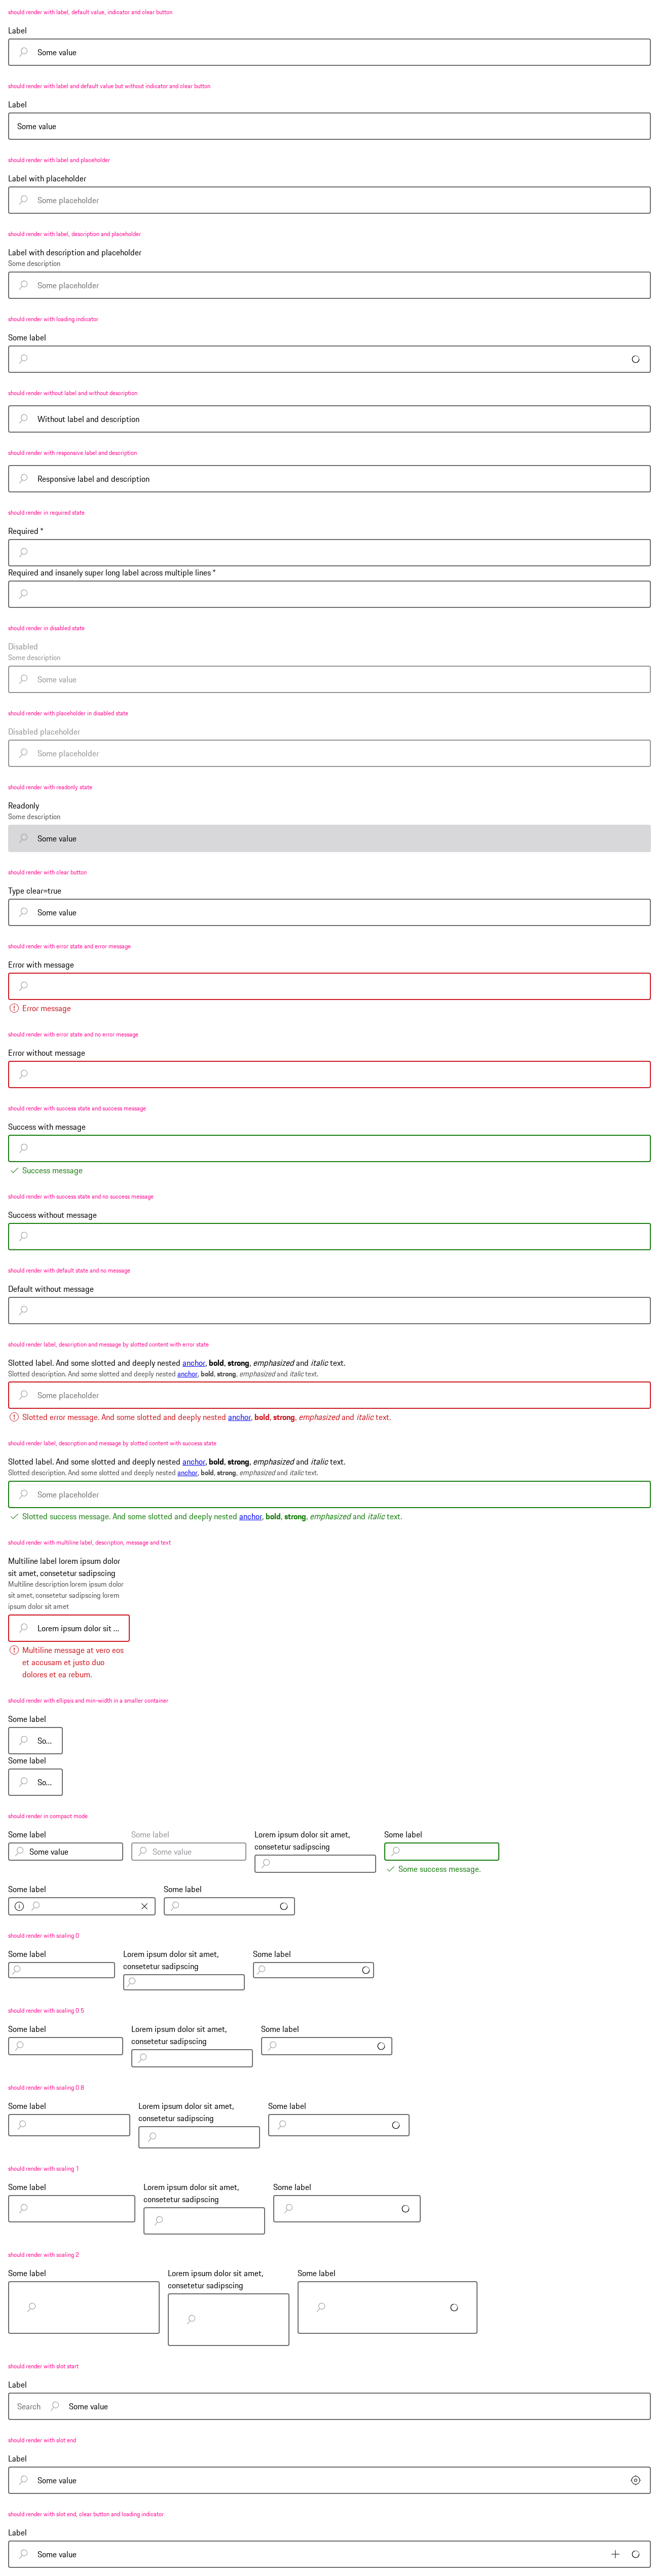 should render with label, default value, indicator and clear button
Label
Some value
should render with label and default value but without indicator and clear button
Label
Some value
should render with label and placeholder
Label with placeholder
Some placeholder
should render with label, description and placeholder
Label with description and placeholder
Some description
Some placeholder
should render with loading indicator
Some label
should render without label and without description
Without label and description
should render with responsive label and description
Responsive label and description
should render in required state
Required *
Required and insanely super long label across multiple lines *
should render in disabled state
Disabled
Some description
Some value
should render with placeholder in disabled state
Disabled placeholder
Some placeholder
should render with readonly state
Readonly
Some description
Some value
should render with clear button
Type clear=true
Some value
should render with error state and error message
Error with message
Error message
should render with error state and no error message
Error without message
should render with success state and success message
Success with message
Success message
should render with success state and no success message
Success without message
should render with default state and no message
Default without message
should render label, description and message by slotted content with error state
Slotted label. And some slotted and deeply nested anchor, bold, strong, emphasized and italic text.
Slotted description. And some slotted and deeply nested anchor, bold, strong, emphasized and italic text.
Some placeholder
Slotted error message. And some slotted and deeply nested anchor, bold, strong, emphasized and italic text.
should render label, description and message by slotted content with success state
Slotted label. And some slotted and deeply nested anchor, bold, strong, emphasized and italic text.
Slotted description. And some slotted and deeply nested anchor, bold, strong, emphasized and italic text.
Some placeholder
Slotted success message. And some slotted and deeply nested anchor, bold, strong, emphasized and italic text.
should render with multiline label, description, message and text
Multiline label lorem ipsum dolor
sit amet, consetetur sadipscing
Multiline description lorem ipsum dolor
sit amet, consetetur sadipscing lorem
ipsum dolor sit amet
Lorem ipsum dolor sit …
Multiline message at vero eos
et accusam et justo duo
dolores et ea rebum.
should render with ellipsis and min-width in a smaller container
Some label
So…
Some label
So…
should render in compact mode
Some label
Some value
Some label
Some value
Lorem ipsum dolor sit amet,
consetetur sadipscing
Some label
Some success message.
Some label
Some label
should render with scaling 0
Some label
Lorem ipsum dolor sit amet,
consetetur sadipscing
Some label
should render with scaling 0.5
Some label
Lorem ipsum dolor sit amet,
consetetur sadipscing
Some label
should render with scaling 0.8
Some label
Lorem ipsum dolor sit amet,
consetetur sadipscing
Some label
should render with scaling 1
Some label
Lorem ipsum dolor sit amet,
consetetur sadipscing
Some label
should render with scaling 2
Some label
Lorem ipsum dolor sit amet,
consetetur sadipscing
Some label
should render with slot start
Label
Search
Some value
should render with slot end
Label
Some value
should render with slot end, clear button and loading indicator
Label
Some value